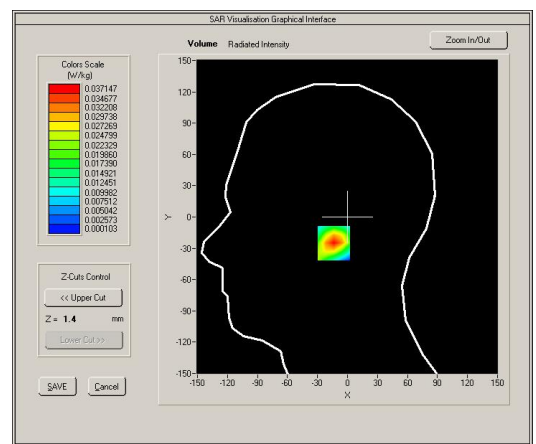 SAR Visualisation Graphical Interface
Volume Radiated Intensity
Zoom In/Out
Colors Scale
(W/kg)
0.037147
0.034677
0.032208
0.029738
0.027269
0.024799
0.022329
0.019860
0.017390
0.014921
0.012451
0.009982
0.007512
0.005042
0.002573
0.000103
Z-Cuts Control
<< Upper Cut
Z = 1.4 mm
Lower Cut >>
SAVE Cancel
150
120
90
60
30
0
-30
-60
-90
-120
-150
Y
-150 -120 -90 -60 -30 0 30 60 90 120 150
X